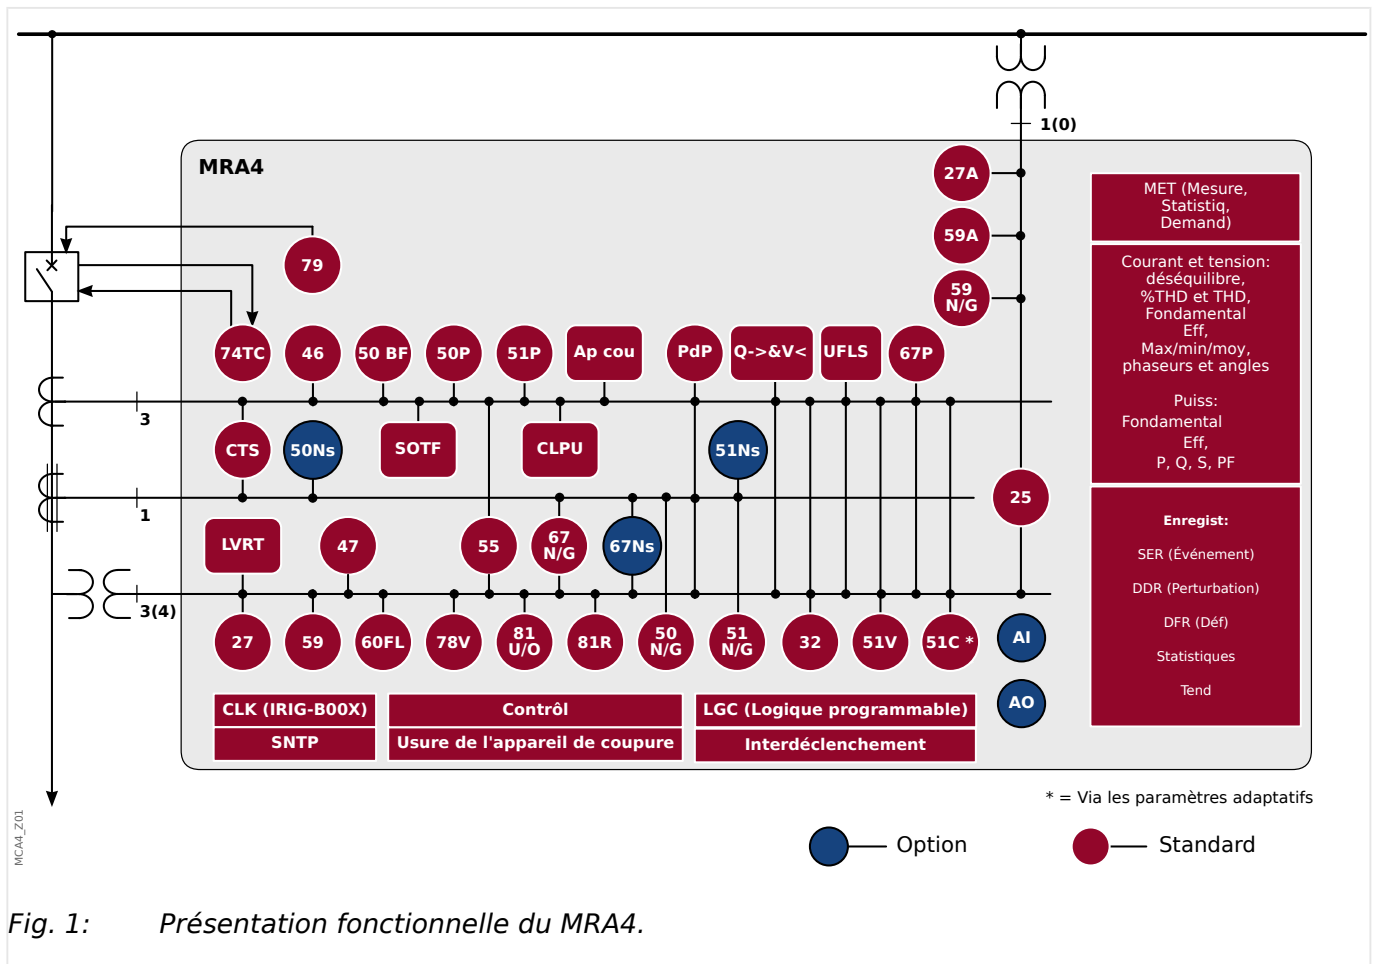 1(0)
MRA4
27A
59A
59
N/G
79
74TC
46
50 BF
50P
51P
Ap cou
PdP
Q->&V<
UFLS
67P
3
CTS
50Ns
SOTF
CLPU
51Ns
25
1
LVRT
47
55
67
N/G
67Ns
3(4)
27
59
60FL
78V
81
U/O
81R
50
N/G
51
N/G
32
51V
51C *
AI
AO
CLK (IRIG-B00X)
SNTP
Contrôl
Usure de l'appareil de coupure
LGC (Logique programmable)
Interdéclenchement
MET (Mesure,
Statistiq,
Demand)
Courant et tension:
déséquilibre,
%THD et THD,
Fondamental
Eff,
Max/min/moy,
phaseurs et angles
Puiss:
Fondamental
Eff,
P, Q, S, PF
Enregist:
SER (Événement)
DDR (Perturbation)
DFR (Déf)
Statistiques
Tend
* = Via les paramètres adaptatifs
Option
Standard
MCA4_Z01
Fig. 1: Présentation fonctionnelle du MRA4.